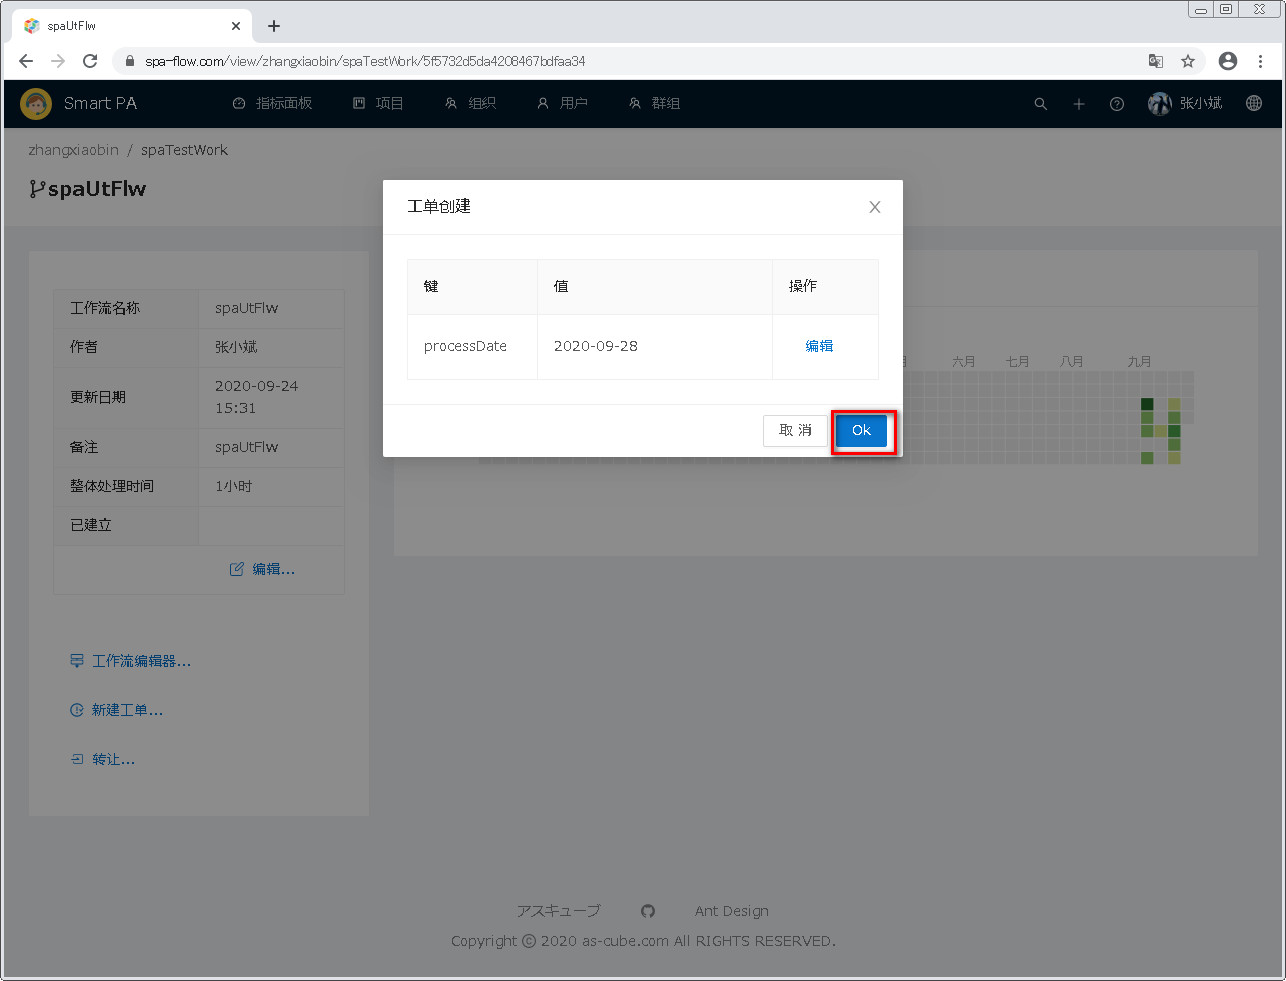 spaUtFlw
spa-flow.com/view/zhangxiaobin/spaTestWork/5f5732d5da4208467bdfaa34
Smart PA 指标面板 项目 组织 用户 群组 张小斌
zhangxiaobin / spaTestWork
spaUtFlw
工单创建
键 值 操作
processDate 2020-09-28 编辑
取 消 Ok
工作流名称 spaUtFlw
作者 张小斌
更新日期 2020-09-24
15:31
备注 spaUtFlw
整体处理时间 1小时
已建立
编辑...
工作流编辑器...
新建工单...
转让...
月 六月 七月 八月 九月
アスキューブ Ant Design
Copyright © 2020 as-cube.com All RIGHTS RESERVED.